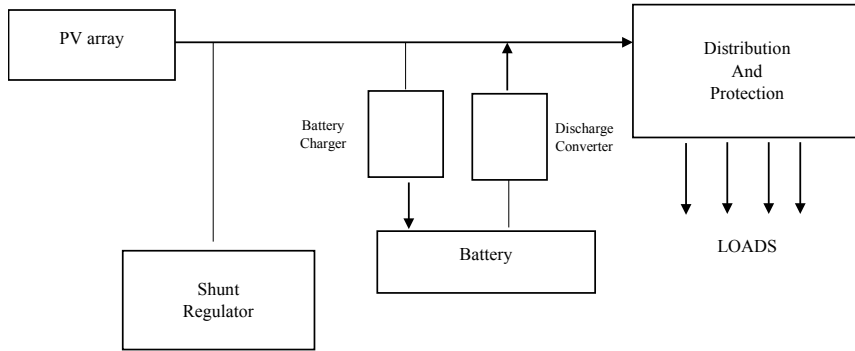 PV array
Distribution
And
Protection
Battery
Charger
Discharge
Converter
Battery
LOADS
Shunt
Regulator